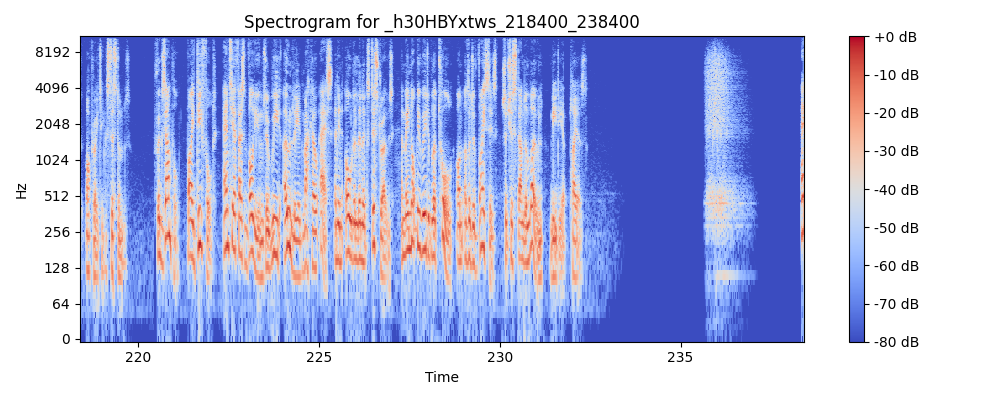 Spectrogram for _h30HBYxtws_218400_238400
Hz
8192
4096
2048
1024
512
256
128
64
0
220
225
230
235
Time
+0 dB
-10 dB
-20 dB
-30 dB
-40 dB
-50 dB
-60 dB
-70 dB
-80 dB